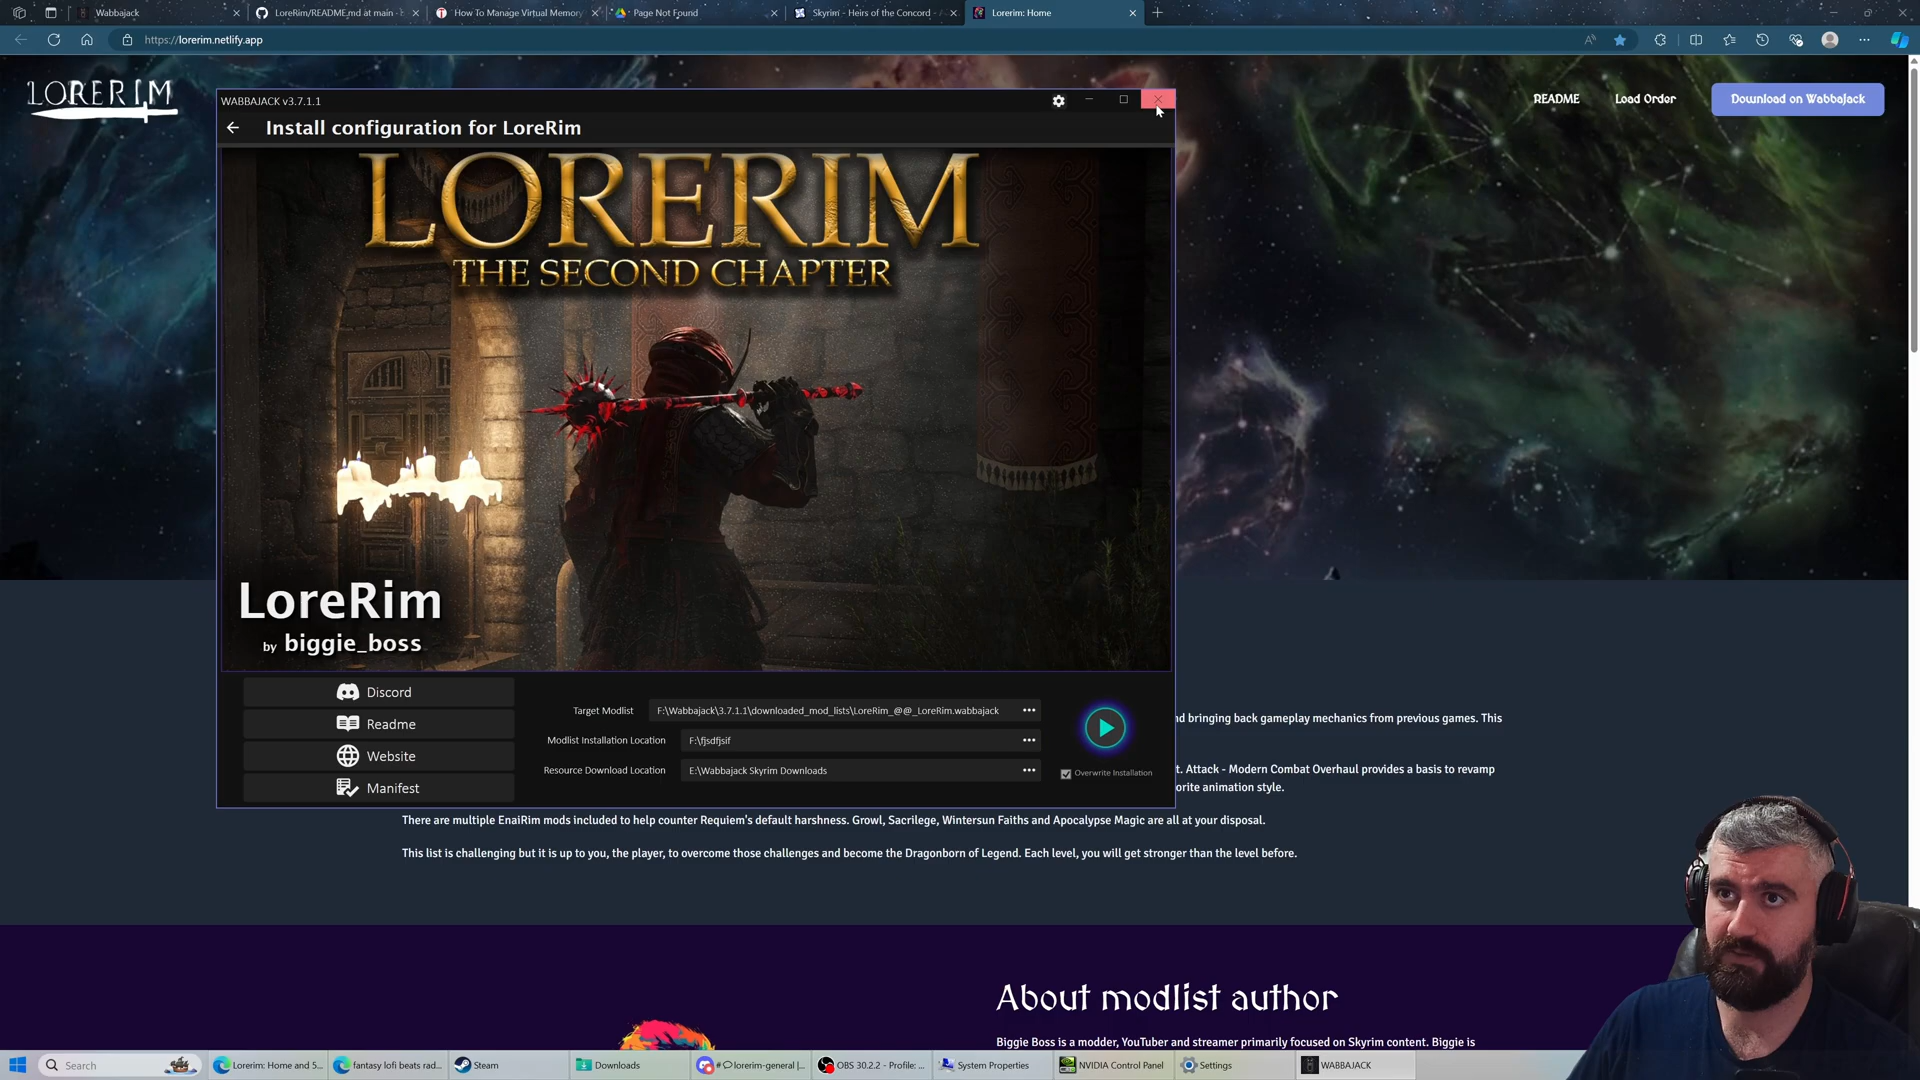 Wabbajack
LoreRim/README.md at main · 
How To Manage Virtual Memory
Page Not Found
Skyrim - Heirs of the Concord -
Lorerim: Home
https://lorerim.netlify.app
LORERIM
README
Load Order
Download on Wabbajack
WABBAJACK v3.7.1.1
Install configuration for LoreRim
LORERIM
THE SECOND CHAPTER
LoreRim
by biggie_boss
Discord
Readme
Website
Manifest
Target Modlist
F:\Wabbajack\3.7.1.1\downloaded_mod_lists\LoreRim_@@_LoreRim.wabbajack
Modlist Installation Location
F:\fjsdfjsif
Resource Download Location
E:\Wabbajack Skyrim Downloads
Overwrite Installation
nd bringing back gameplay mechanics from previous games. This
t. Attack - Modern Combat Overhaul provides a basis to revamp
orite animation style.
There are multiple EnaiRim mods included to help counter Requiem's default harshness. Growl, Sacrilege, Wintersun Faiths and Apocalypse Magic are all at your disposal.
This list is challenging but it is up to you, the player, to overcome those challenges and become the Dragonborn of Legend. Each level, you will get stronger than the level before.
About modlist author
Biggie Boss is a modder, YouTuber and streamer primarily focused on Skyrim content. Biggie is
Search
Lorerim: Home and 5...
fantasy lofi beats rad...
Steam
Downloads
#💬lorerim-general |...
OBS 30.2.2 - Profile: ...
System Properties
NVIDIA Control Panel
Settings
WABBAJACK